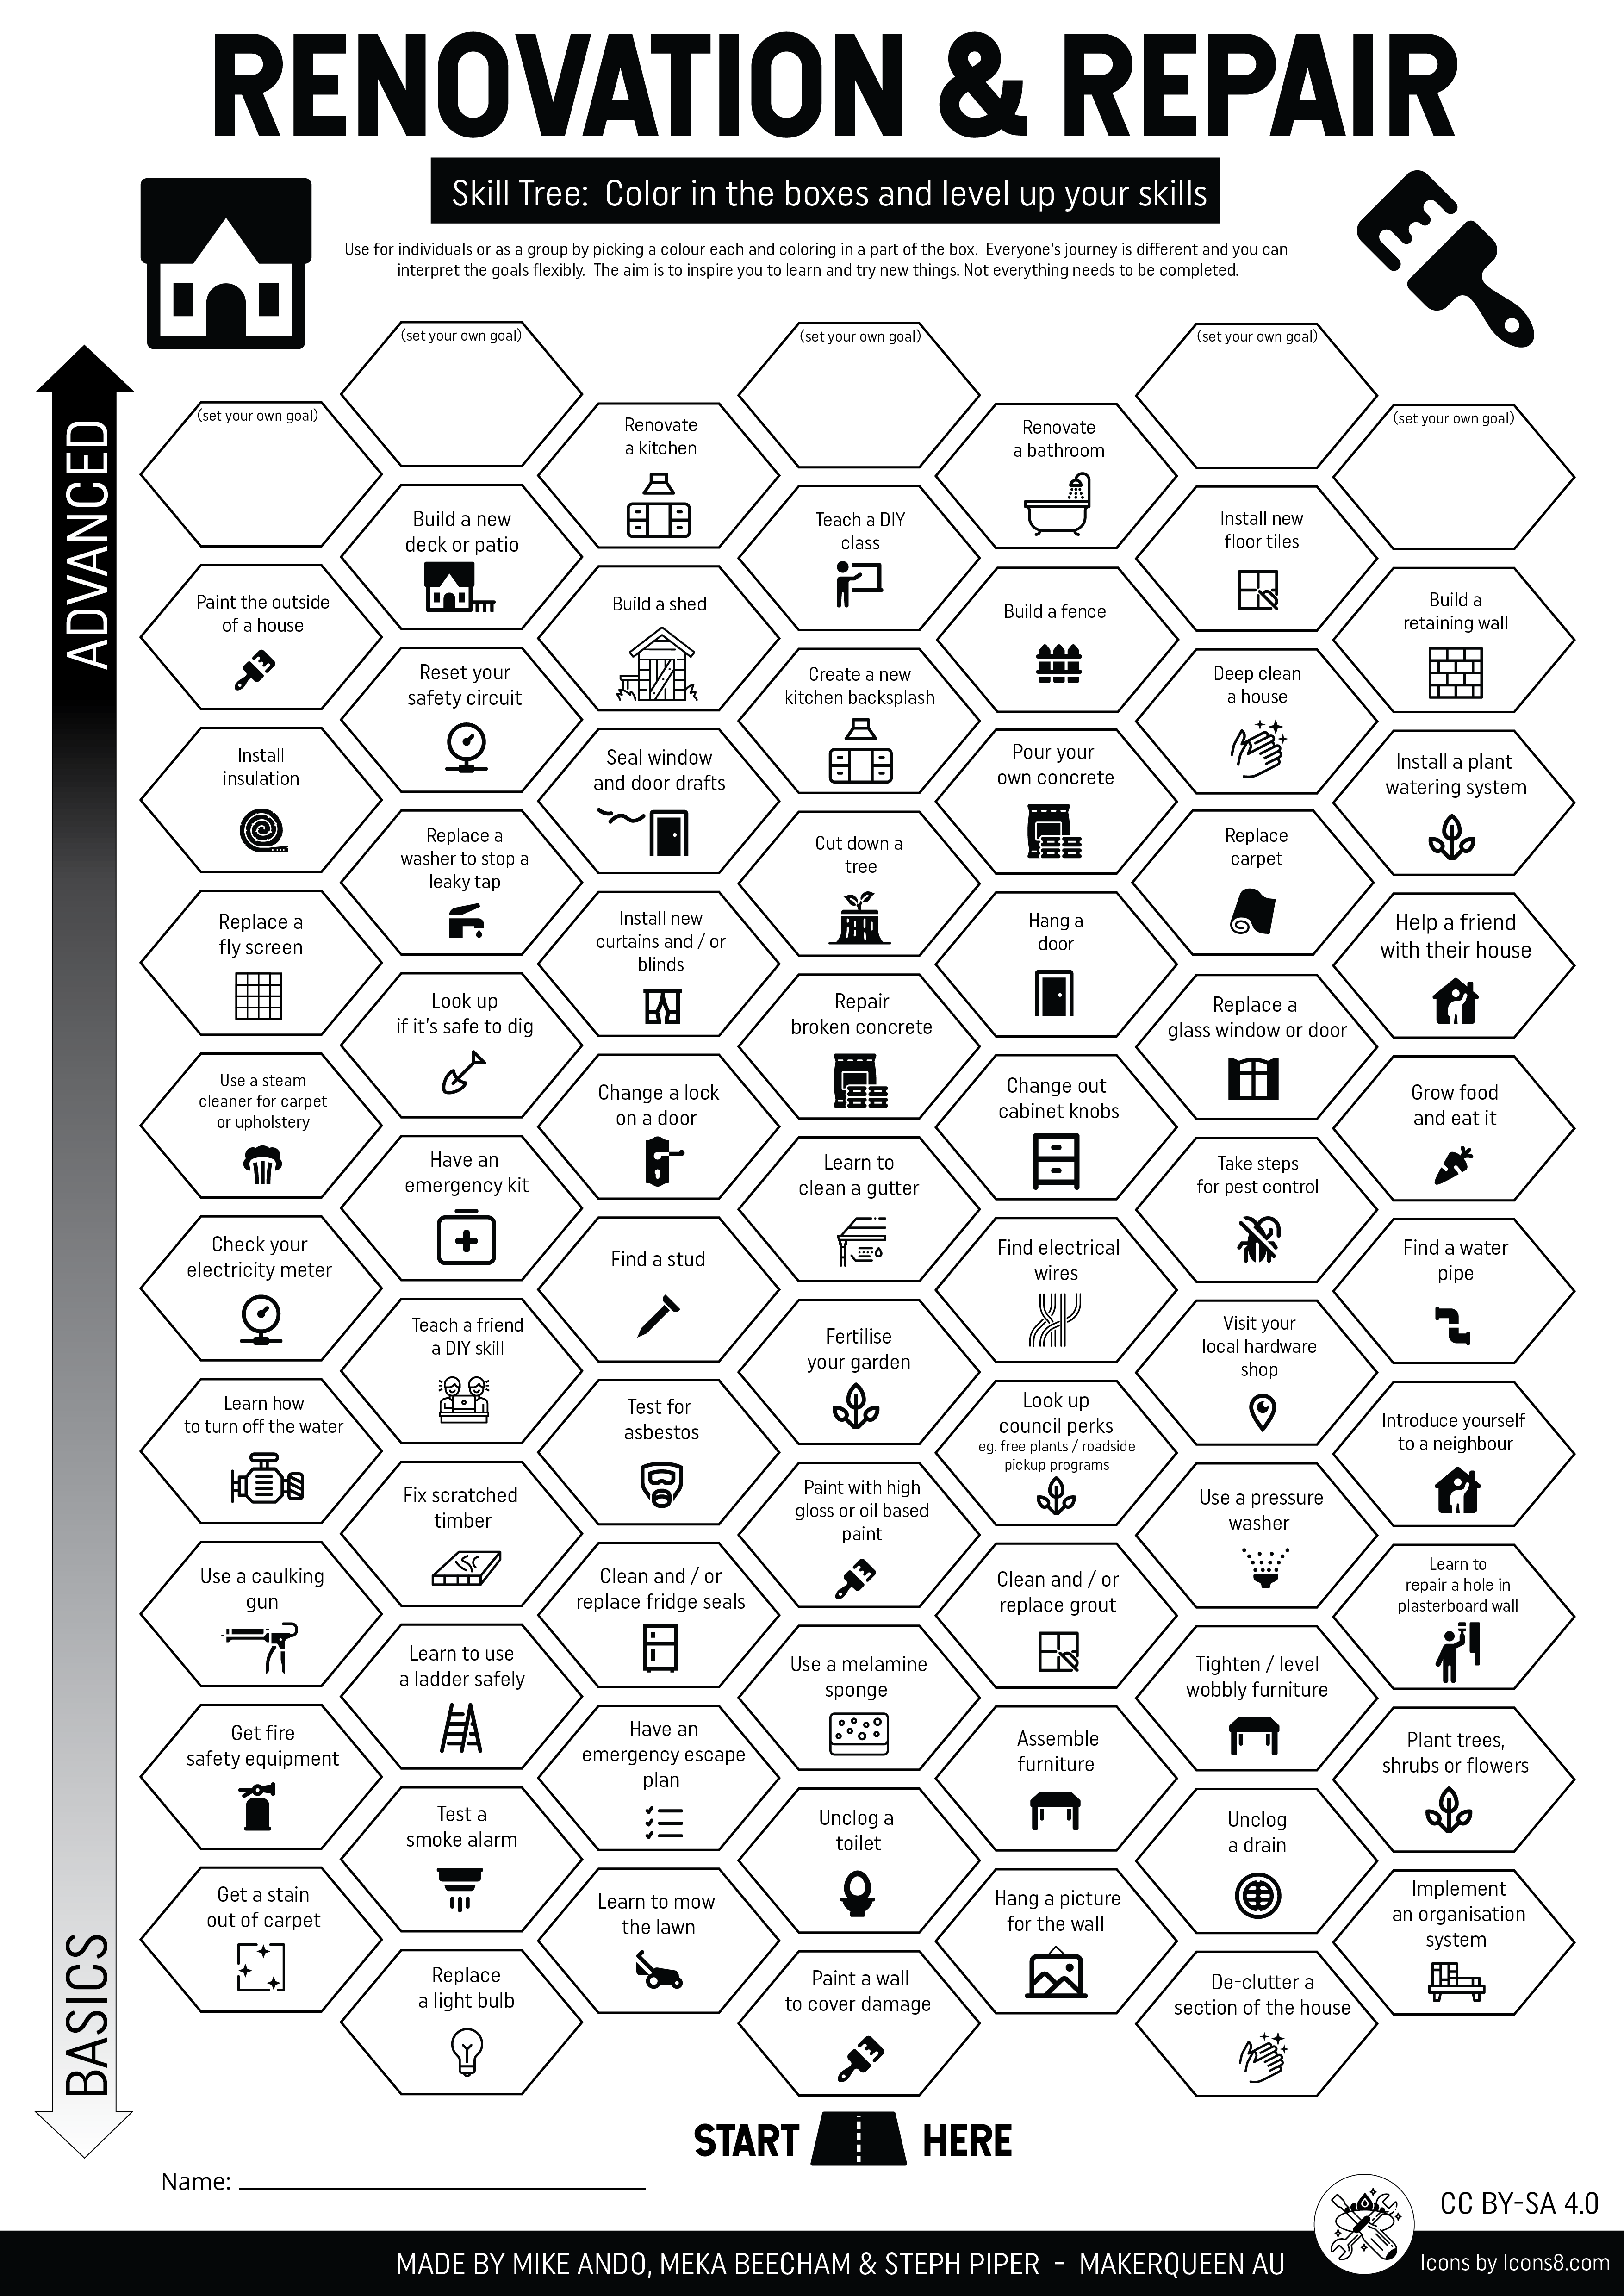 RENOVATION & REPAIR
Skill Tree:  Color in the boxes and level up your skills
Use for individuals or as a group by picking a colour each and coloring in a part of the box.  Everyone's journey is different and you can
interpret the goals flexibly.  The aim is to inspire you to learn and try new things. Not everything needs to be completed.
ADVANCED
(set your own goal)
(set your own goal)
(set your own goal)
(set your own goal)
(set your own goal)
Renovate
a kitchen
Renovate
a bathroom
Build a new
deck or patio
Teach a DIY
class
Install new
floor tiles
Paint the outside
of a house
Build a shed
Build a fence
Build a
retaining wall
Reset your
safety circuit
Create a new
kitchen backsplash
Deep clean
a house
Install
insulation
Seal window
and door drafts
Pour your
own concrete
Install a plant
watering system
Replace a
washer to stop a
leaky tap
Cut down a
tree
Replace
carpet
Replace a
fly screen
Install new
curtains and / or
blinds
Hang a
door
Help a friend
with their house
Look up
if it's safe to dig
Repair
broken concrete
Replace a
glass window or door
Use a steam
cleaner for carpet
or upholstery
Change a lock
on a door
Change out
cabinet knobs
Grow food
and eat it
Have an
emergency kit
Learn to
clean a gutter
Take steps
for pest control
Check your
electricity meter
Find a stud
Find electrical
wires
Find a water
pipe
Teach a friend
a DIY skill
Fertilise
your garden
Visit your
local hardware
shop
Learn how
to turn off the water
Test for
asbestos
Look up
council perks
eg. free plants / roadside
pickup programs
Introduce yourself
to a neighbour
Fix scratched
timber
Paint with high
gloss or oil based
paint
Use a pressure
washer
Use a caulking
gun
Clean and / or
replace fridge seals
Clean and / or
replace grout
Learn to
repair a hole in
plasterboard wall
Learn to use
a ladder safely
Use a melamine
sponge
Tighten / level
wobbly furniture
Get fire
safety equipment
Have an
emergency escape
plan
Assemble
furniture
Plant trees,
shrubs or flowers
Test a
smoke alarm
Unclog a
toilet
Unclog
a drain
Get a stain
out of carpet
Learn to mow
the lawn
Hang a picture
for the wall
Implement
an organisation
system
Replace
a light bulb
Paint a wall
to cover damage
De-clutter a
section of the house
BASICS
START HERE
Name:
CC BY-SA 4.0
MADE BY MIKE ANDO, MEKA BEECHAM & STEPH PIPER  -  MAKERQUEEN AU
Icons by Icons8.com